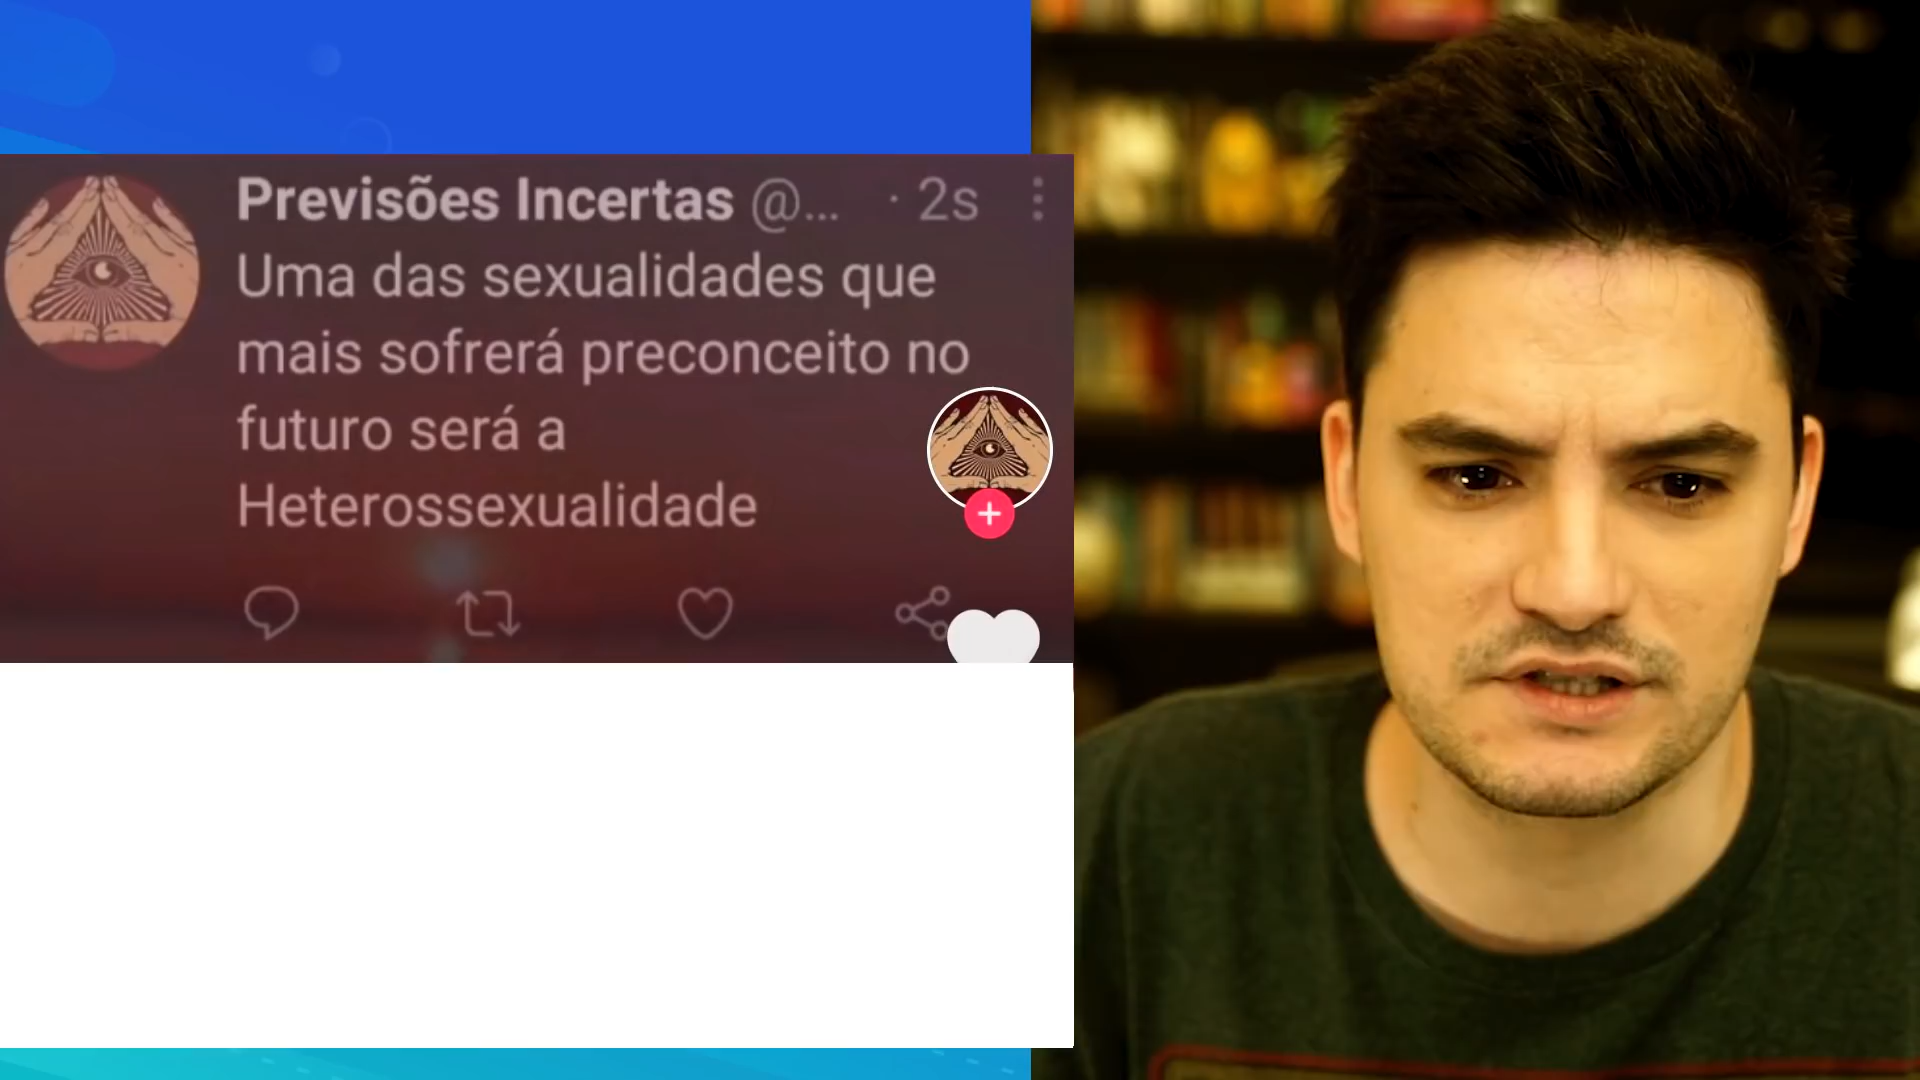 Previsões Incertas @... · 2s
Uma das sexualidades que
mais sofrerá preconceito no
futuro será a
Heterossexualidade